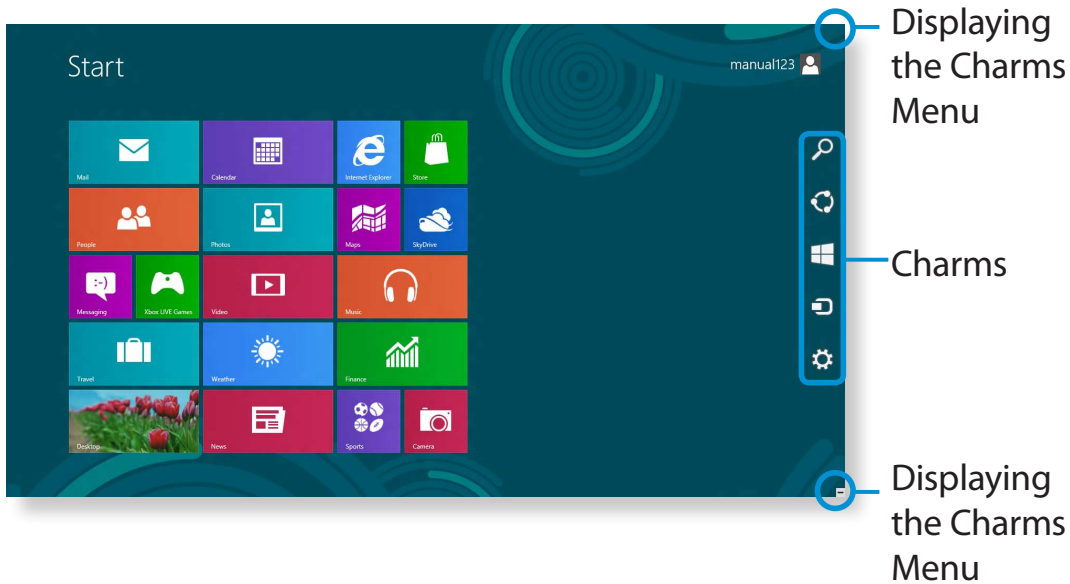 Displaying
the Charms
Menu
Start
manual123
Mail
Calendar
Internet Explorer
Store
People
Photos
Maps
SkyDrive
Messaging
Xbox LIVE Games
Video
Music
Charms
Travel
Weather
Finance
Desktop
News
Sports
Camera
Displaying
the Charms
Menu